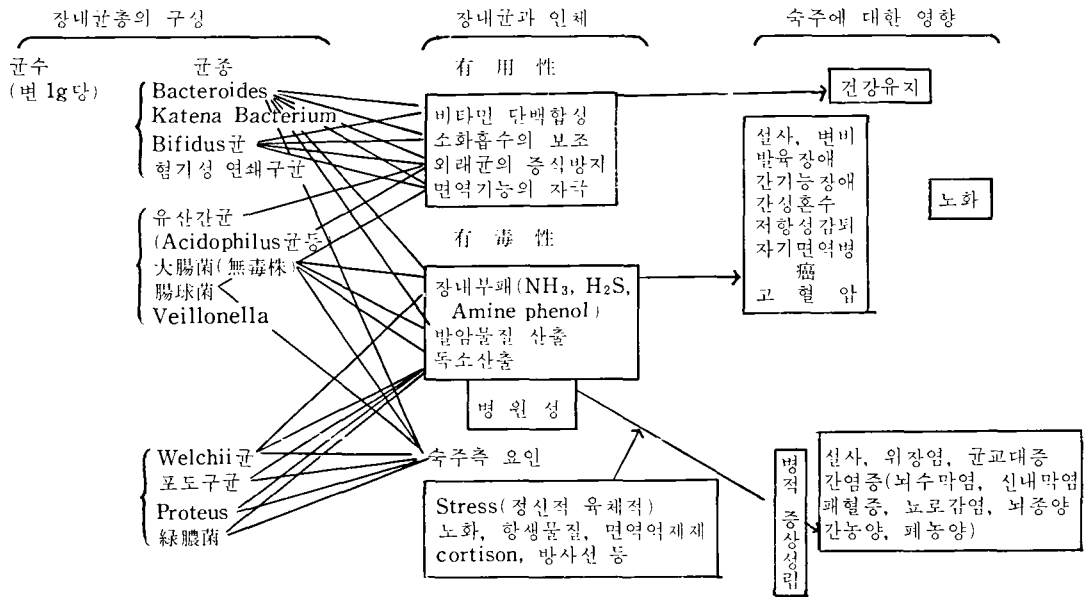 장내균총의 구성
균수
(변 1g당)
균종
Bacteroides
Katena Bacterium
Bifidus균
혐기성 연쇄구균
유산간균
(Acidophilus균등)
大腸菌(無毒株)
腸球菌
Veillonella
Welchii균
포도구균
Proteus
緑膿菌
장내균과 인체
有用性
비타민 단백합성
소화흡수의 보조
외래균의 증식방지
면역기능의 자극
有毒性
장내부패(NH₃, H₂S,
Amine phenol)
발암물질 산출
독소산출
병원성
숙주측 요인
Stress(정신적 육체적)
노화, 항생물질, 면역억제제
cortison, 방사선 등
숙주에 대한 영향
건강유지
설사, 변비
발육장애
간기능장애
간성혼수
저항성감퇴
자기면역병
癌
고혈압
노화
병적 증상성립
설사, 위장염, 균교대증
간염증(뇌수막염, 신내막염
패혈증, 뇨로감염, 뇌종양
간농양, 폐농양)